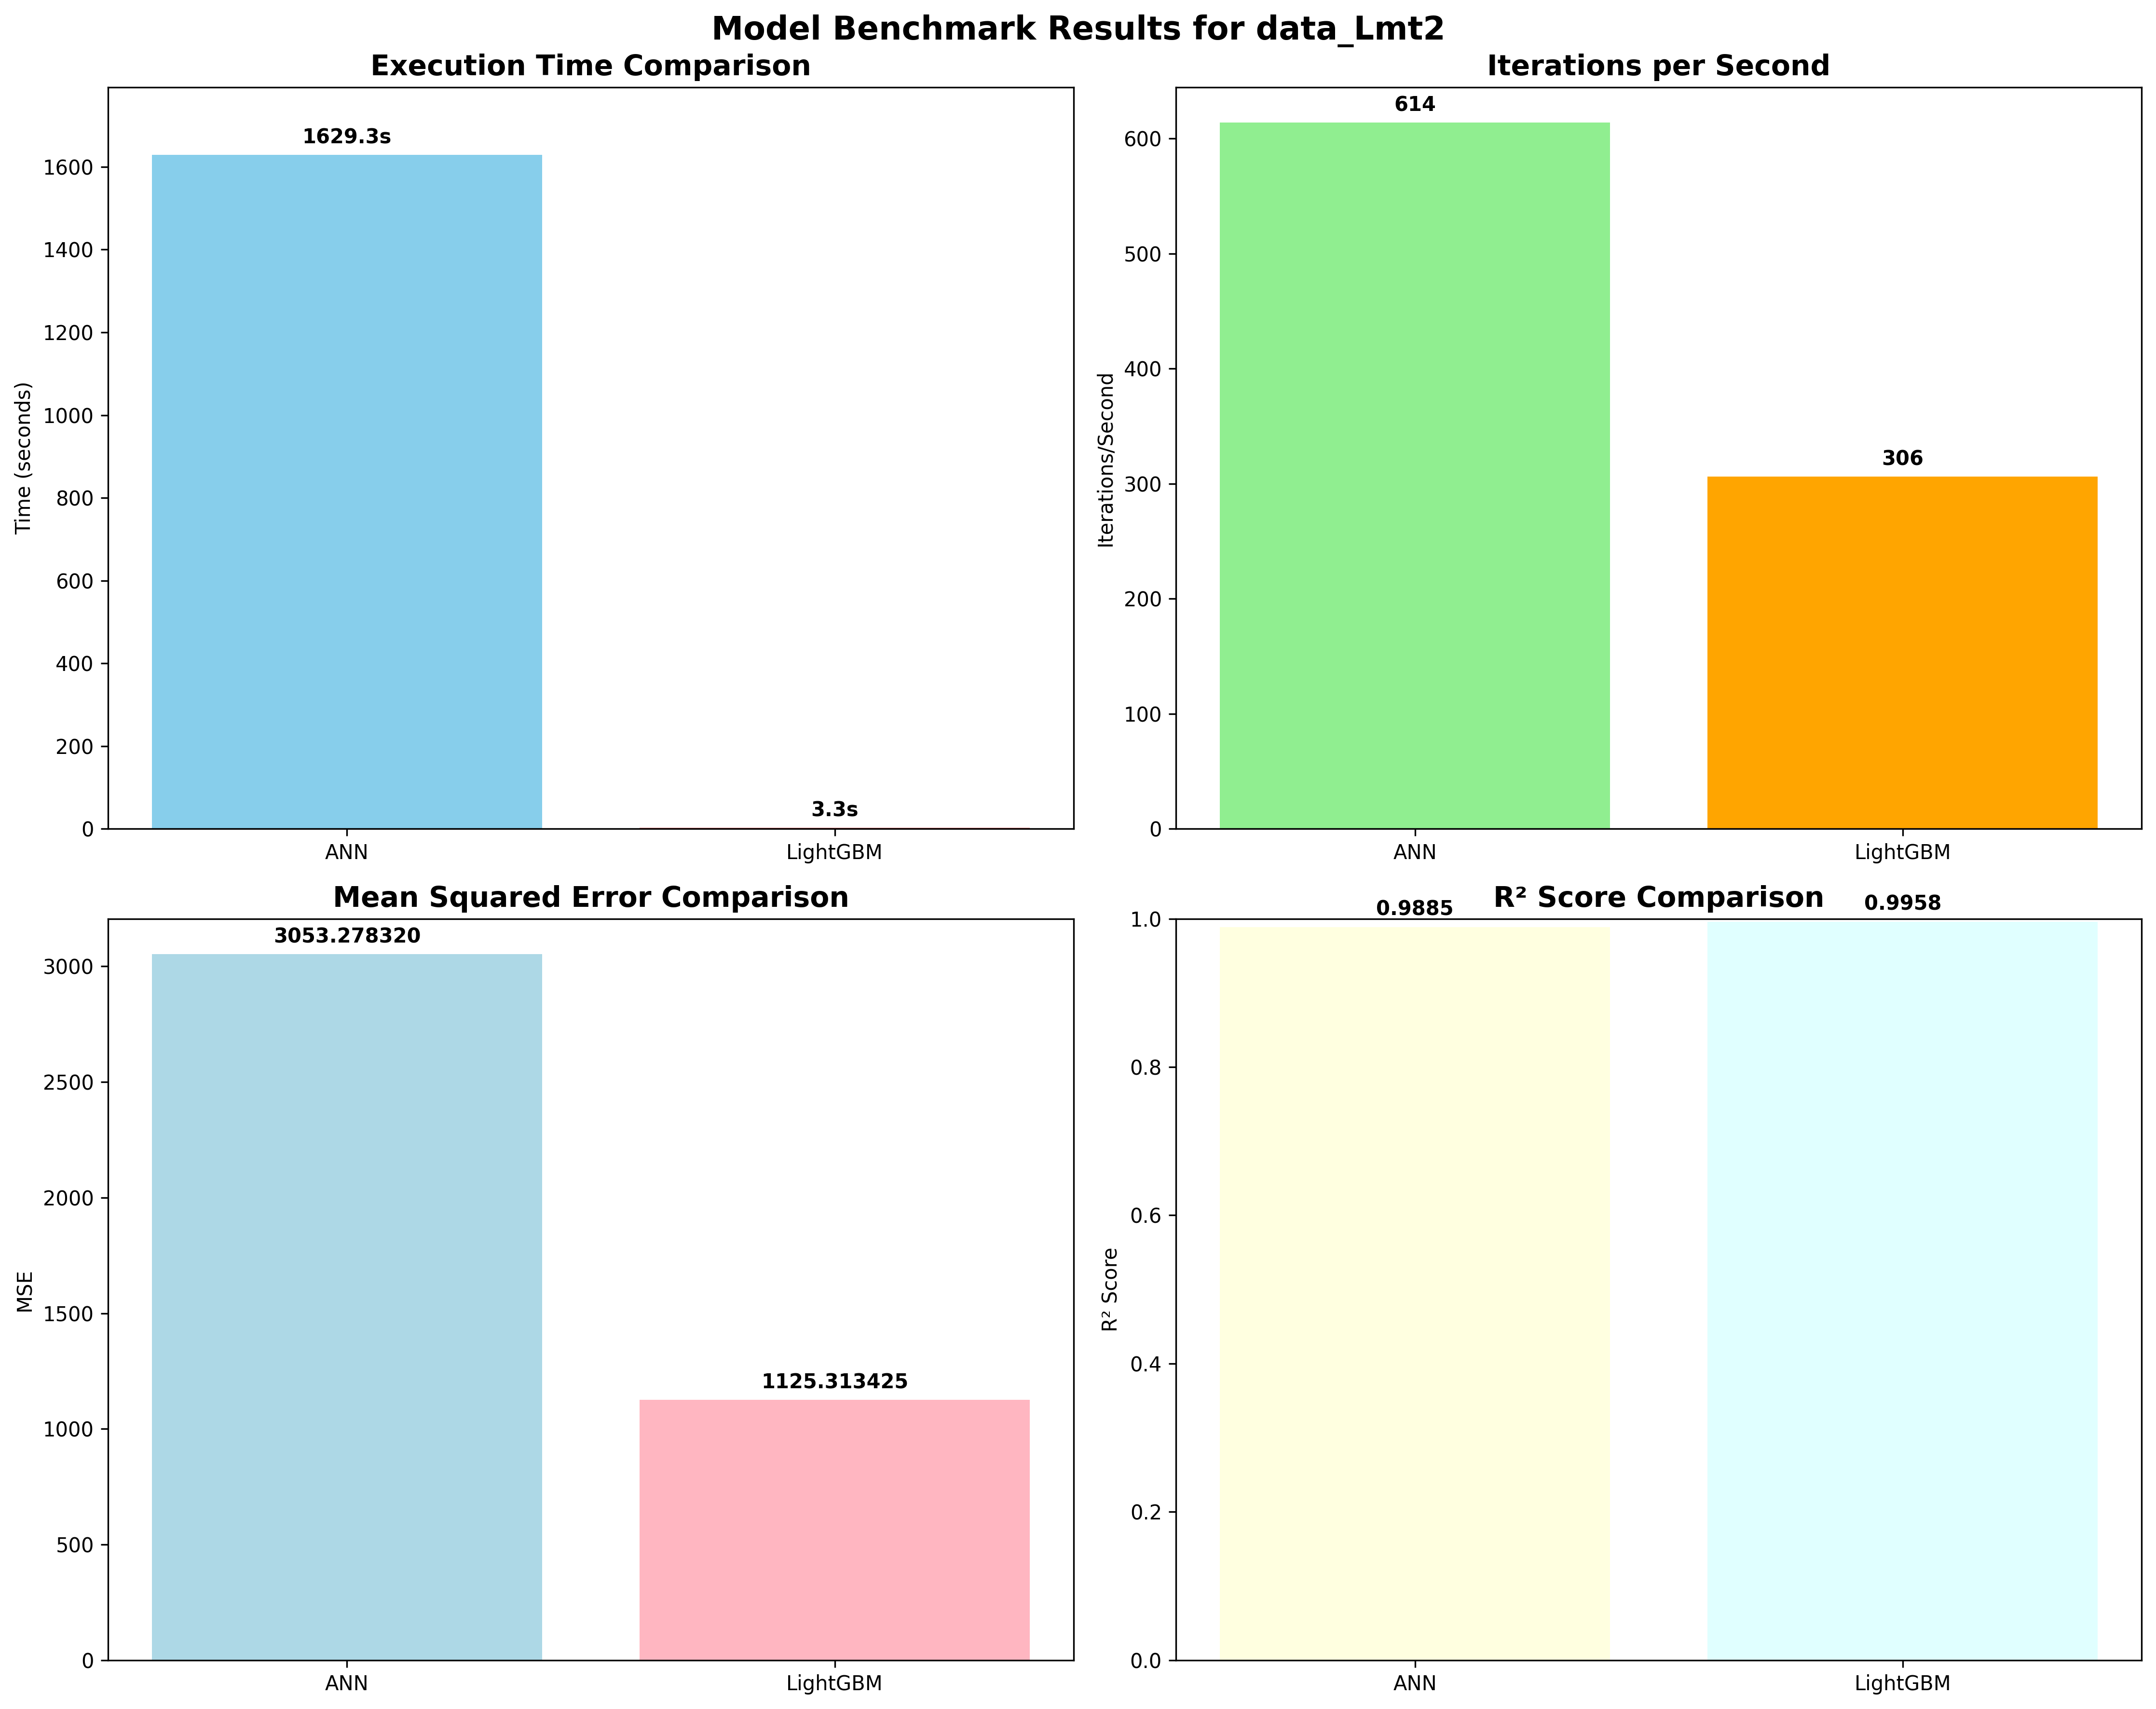 Model Benchmark Results for data_Lmt2
Execution Time Comparison
1629.3s
3.3s
1600
1400
1200
1000
800
600
400
200
0
Time (seconds)
ANN
LightGBM
Iterations per Second
614
306
600
500
400
300
200
100
0
Iterations/Second
ANN
LightGBM
Mean Squared Error Comparison
3053.278320
1125.313425
3000
2500
2000
1500
1000
500
0
MSE
ANN
LightGBM
R² Score Comparison
0.9885
0.9958
1.0
0.8
0.6
0.4
0.2
0.0
R² Score
ANN
LightGBM